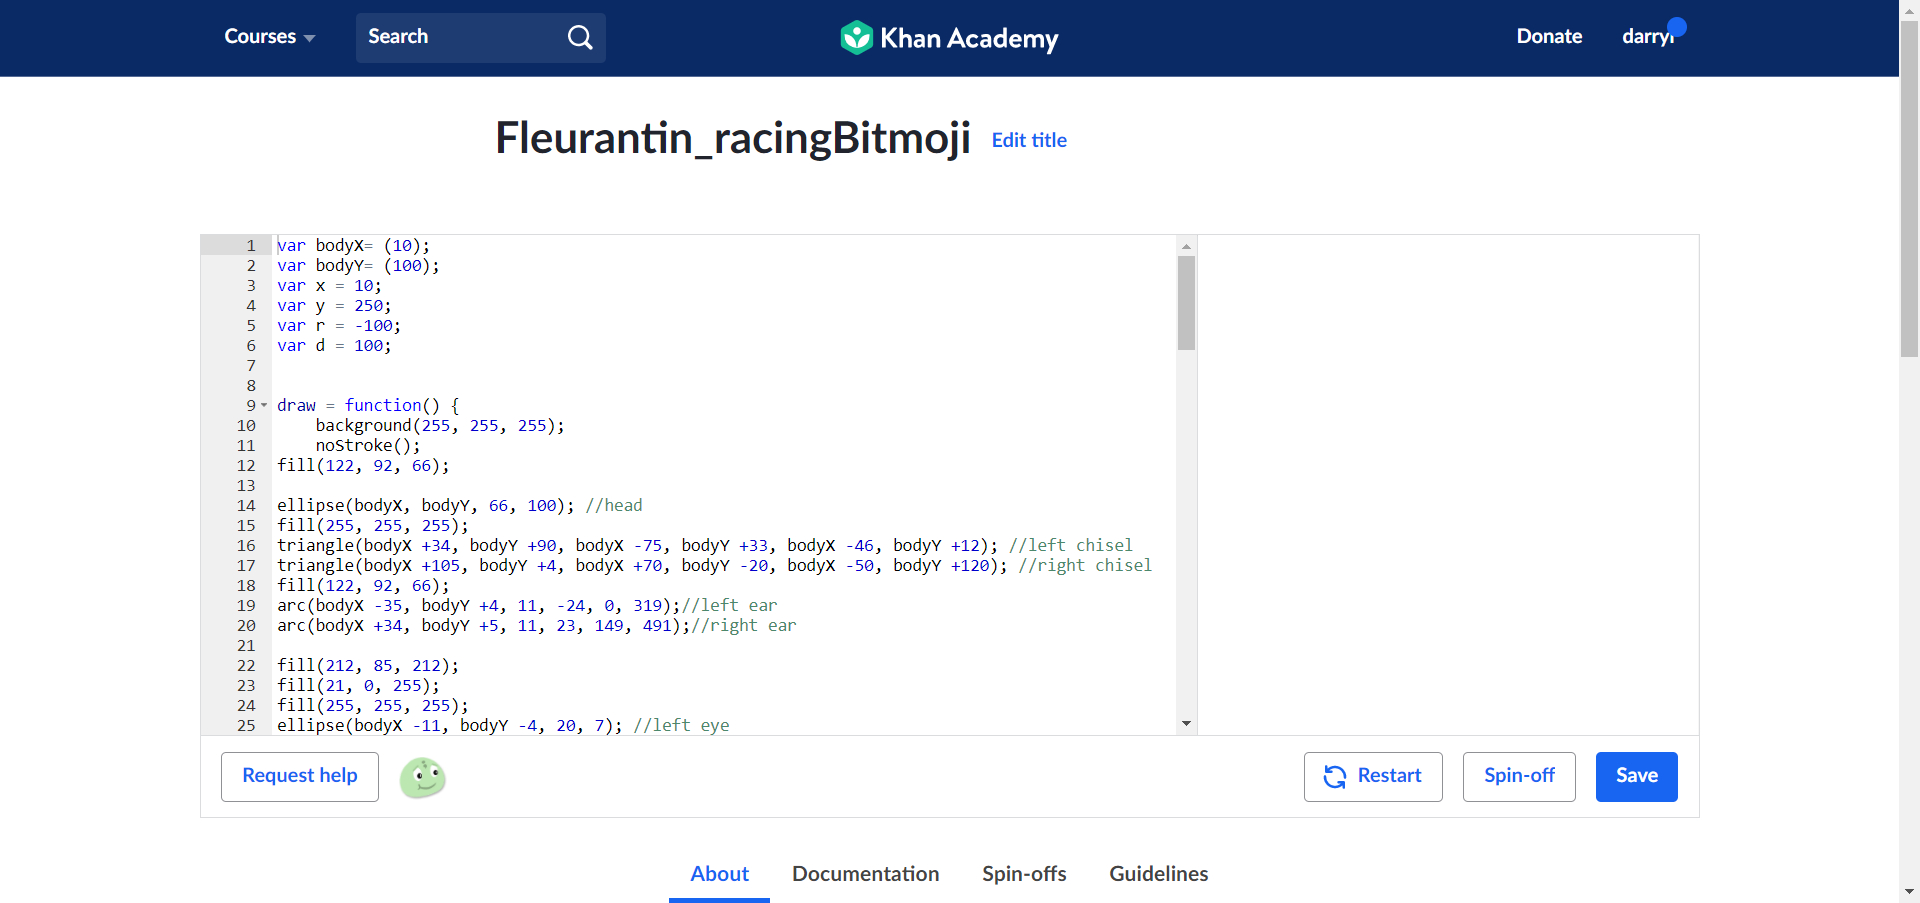 Courses
Search
Khan Academy
Donate
darryl
Fleurantin_racingBitmoji
Edit title
1 var bodyX= (10);
2 var bodyY= (100);
3 var x = 10;
4 var y = 250;
5 var r = -100;
6 var d = 100;
7
8
9 draw = function() {
10     background(255, 255, 255);
11     noStroke();
12 fill(122, 92, 66);
13
14 ellipse(bodyX, bodyY, 66, 100); //head
15 fill(255, 255, 255);
16 triangle(bodyX +34, bodyY +90, bodyX -75, bodyY +33, bodyX -46, bodyY +12); //left chisel
17 triangle(bodyX +105, bodyY +4, bodyX +70, bodyY -20, bodyX -50, bodyY +120); //right chisel
18 fill(122, 92, 66);
19 arc(bodyX -35, bodyY +4, 11, -24, 0, 319);//left ear
20 arc(bodyX +34, bodyY +5, 11, 23, 149, 491);//right ear
21
22 fill(212, 85, 212);
23 fill(21, 0, 255);
24 fill(255, 255, 255);
25 ellipse(bodyX -11, bodyY -4, 20, 7); //left eye
Request help
Restart
Spin-off
Save
About
Documentation
Spin-offs
Guidelines